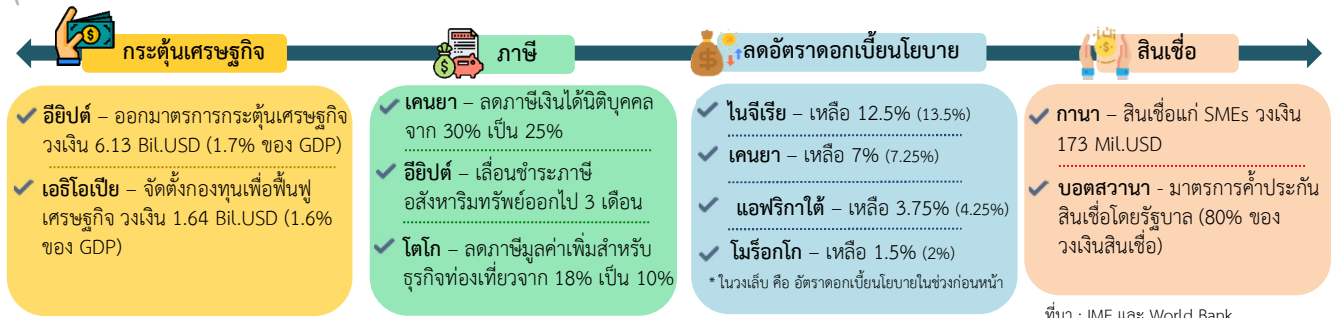 กระตุ้นเศรษฐกิจ
อียิปต์ – ออกมาตรการกระตุ้นเศรษฐกิจ
วงเงิน 6.13 Bil.USD (1.7% ของ GDP)
เอธิโอเปีย – จัดตั้งกองทุนเพื่อฟื้นฟู
เศรษฐกิจ วงเงิน 1.64 Bil.USD (1.6%
ของ GDP)
ภาษี
เคนยา – ลดภาษีเงินได้นิติบุคคล
จาก 30% เป็น 25%
อียิปต์ – เลื่อนชำระภาษี
อสังหาริมทรัพย์ออกไป 3 เดือน
โตโก – ลดภาษีมูลค่าเพิ่มสำหรับ
ธุรกิจท่องเที่ยวจาก 18% เป็น 10%
ลดอัตราดอกเบี้ยนโยบาย
ไนจีเรีย – เหลือ 12.5% (13.5%)
เคนยา – เหลือ 7% (7.25%)
แอฟริกาใต้ – เหลือ 3.75% (4.25%)
โมร็อกโก – เหลือ 1.5% (2%)
* ในวงเล็บ คือ อัตราดอกเบี้ยนโยบายในช่วงก่อนหน้า
สินเชื่อ
กานา – สินเชื่อแก่ SMEs วงเงิน
173 Mil.USD
บอตสวานา - มาตรการค้ำประกัน
สินเชื่อโดยรัฐบาล (80% ของ
วงเงินสินเชื่อ)
ที่มา : IMF และ World Bank